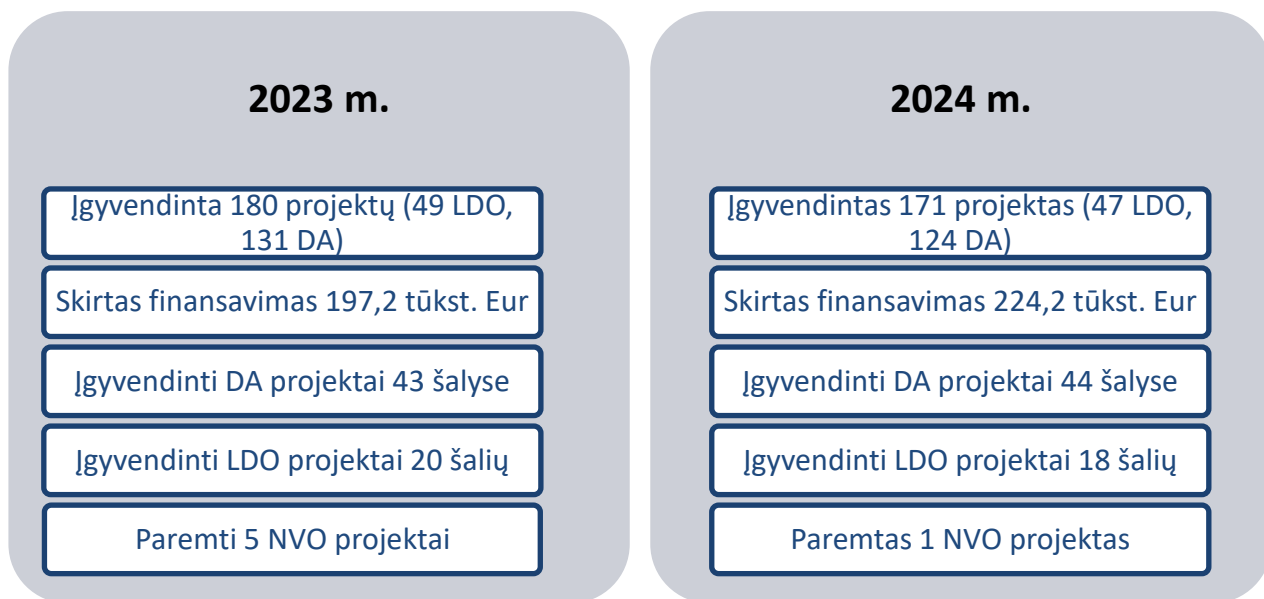 2023 m.
Įgyvendinta 180 projektų (49 LDO,
131 DA)
Skirtas finansavimas 197,2 tūkst. Eur
Įgyvendinti DA projektai 43 šalyse
Įgyvendinti LDO projektai 20 šalių
Paremti 5 NVO projektai
2024 m.
Įgyvendintas 171 projektas (47 LDO,
124 DA)
Skirtas finansavimas 224,2 tūkst. Eur
Įgyvendinti DA projektai 44 šalyse
Įgyvendinti LDO projektai 18 šalių
Paremtas 1 NVO projektas